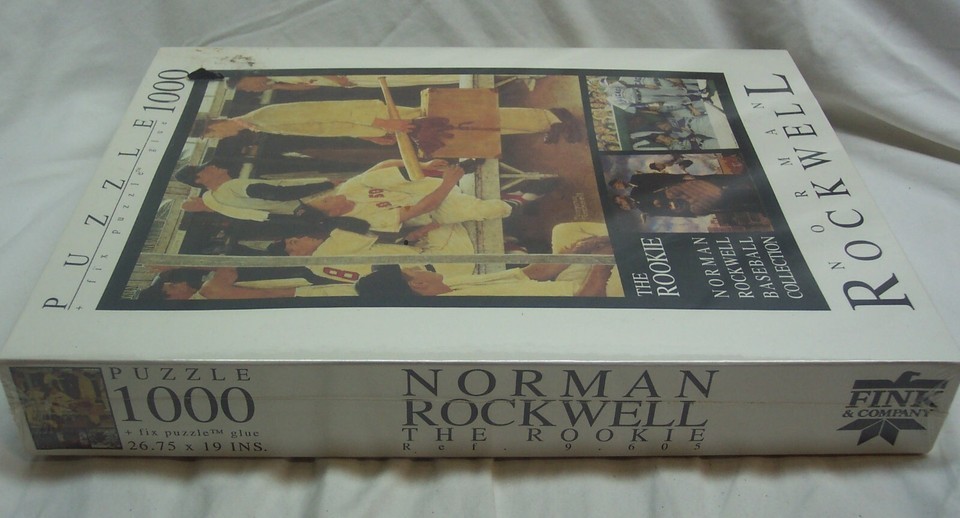 PUZZLE 1000
+ fix puzzle glue
THE
ROOKIE
NORMAN
ROCKWELL
BASEBALL
COLLECTION
NORMAN
ROCKWELL
8
PUZZLE
1000
+ fix puzzle™ glue
26.75 x 19 INS.
NORMAN
ROCKWELL
THE ROOKIE
Ref. 9.605
FINK
& COMPANY